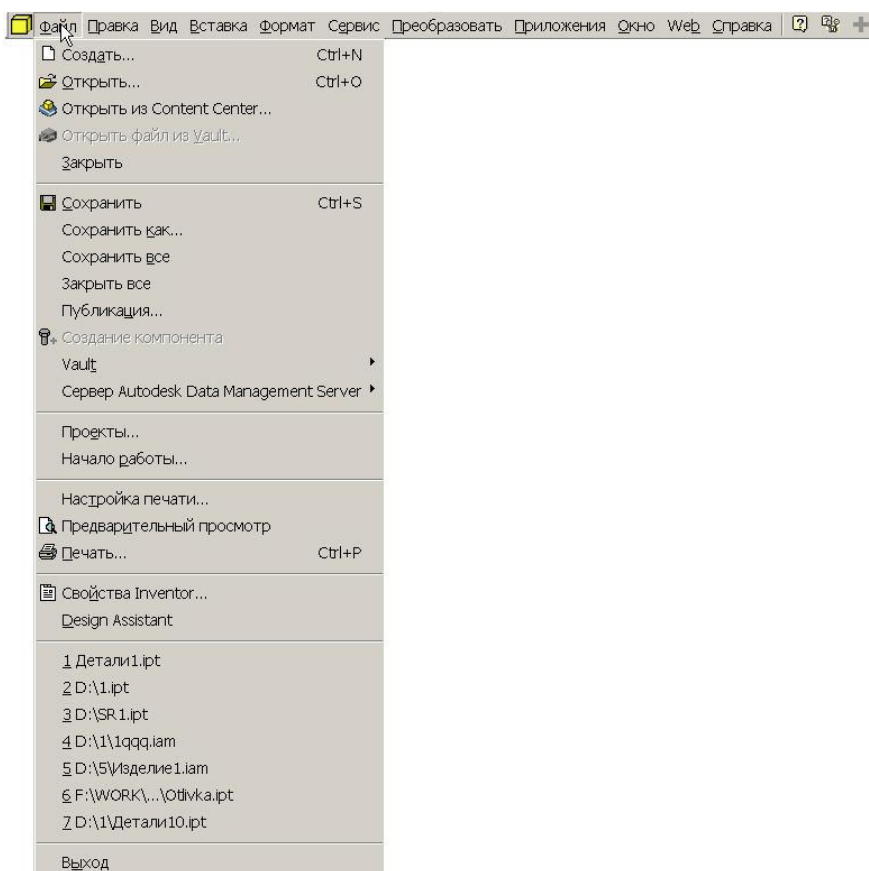 Файл Правка Вид Вставка Формат Сервис Преобразовать Приложения Окно Web Справка
Создать... Ctrl+N
Открыть... Ctrl+O
Открыть из Content Center...
Открыть файл из Vault...
Закрыть
Сохранить Ctrl+S
Сохранить как...
Сохранить все
Закрыть все
Публикация...
Создание компонента
Vault
Сервер Autodesk Data Management Server
Проекты...
Начало работы...
Настройка печати...
Предварительный просмотр
Печать... Ctrl+P
Свойства Inventor...
Design Assistant
1 Детали1.ipt
2 D:\1.ipt
3 D:\SR1.ipt
4 D:\1\1qqq.iam
5 D:\5\Изделие1.iam
6 F:\WORK\...\Otlivka.ipt
7 D:\1\Детали10.ipt
Выход